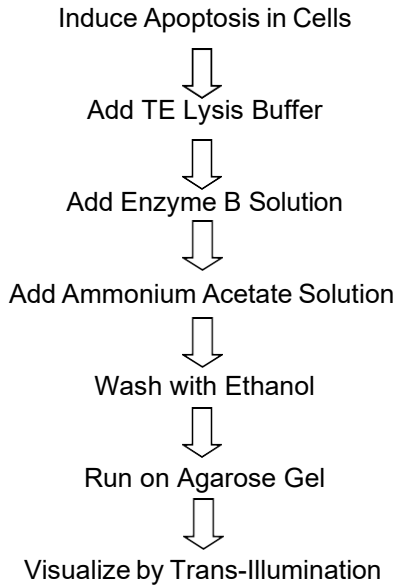 Induce Apoptosis in Cells
Add TE Lysis Buffer
Add Enzyme B Solution
Add Ammonium Acetate Solution
Wash with Ethanol
Run on Agarose Gel
Visualize by Trans-Illumination